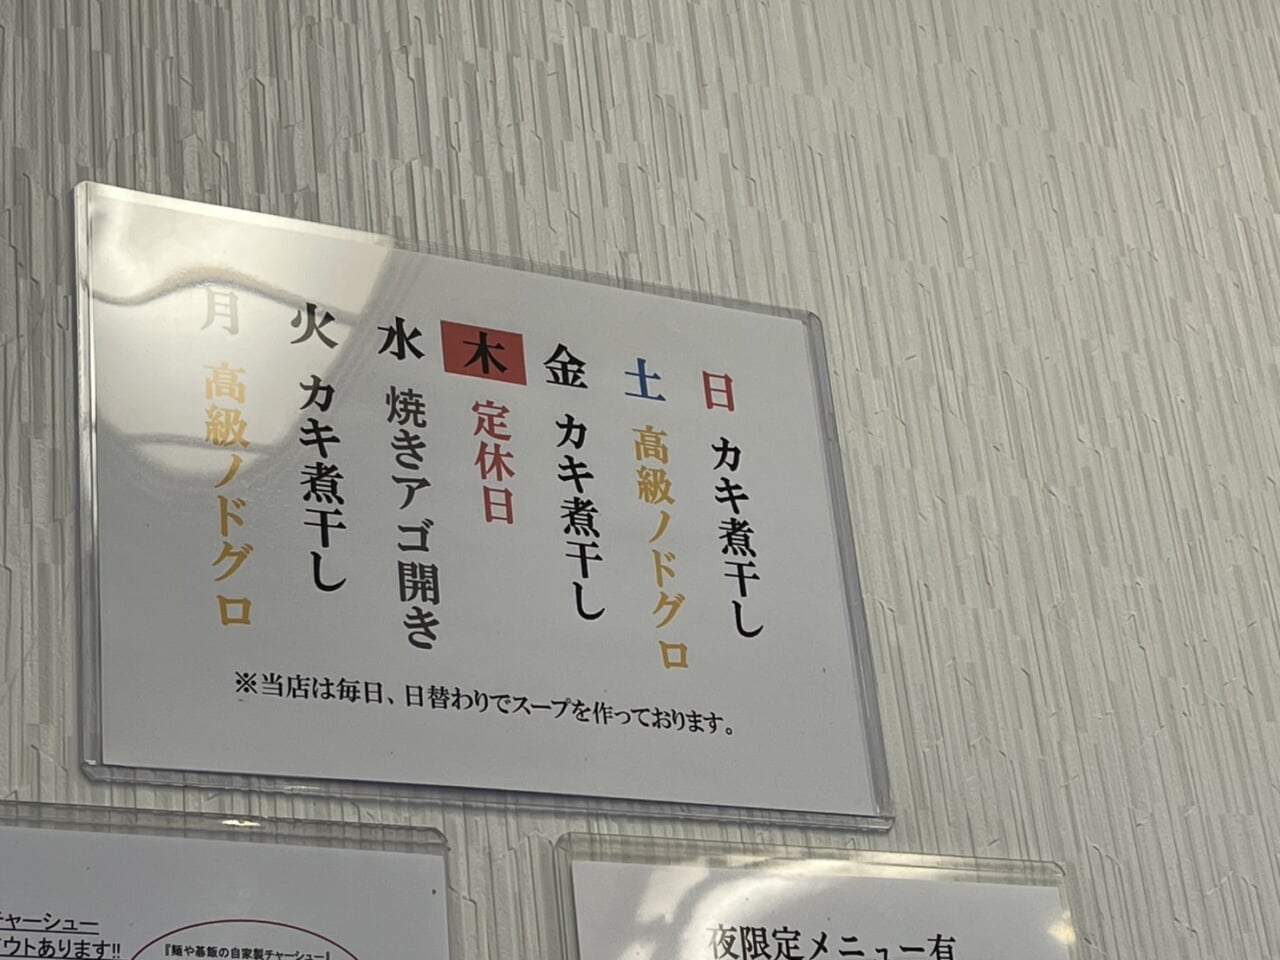 月 高級ノドグロ
火 カキ煮干し
水 焼きアゴ開き
木 定休日
金 カキ煮干し
土 高級ノドグロ
日 カキ煮干し
※当店は毎日、日替わりでスープを作っております。
チャーシュー
ウトあります!!
『麺や基飯の自家製チャーシュー』
夜限定メニュー有